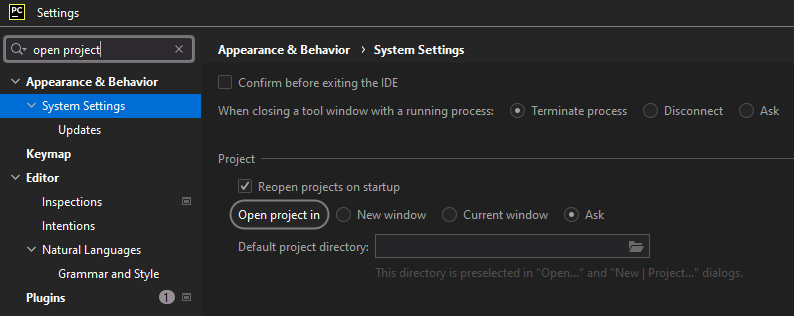 PC Settings
open project
Appearance & Behavior
System Settings
Updates
Keymap
Editor
Inspections
Intentions
Natural Languages
Grammar and Style
Plugins 1
Appearance & Behavior › System Settings
Confirm before exiting the IDE
When closing a tool window with a running process: Terminate process Disconnect Ask
Project
Reopen projects on startup
Open project in New window Current window Ask
Default project directory:
This directory is preselected in "Open..." and "New | Project..." dialogs.